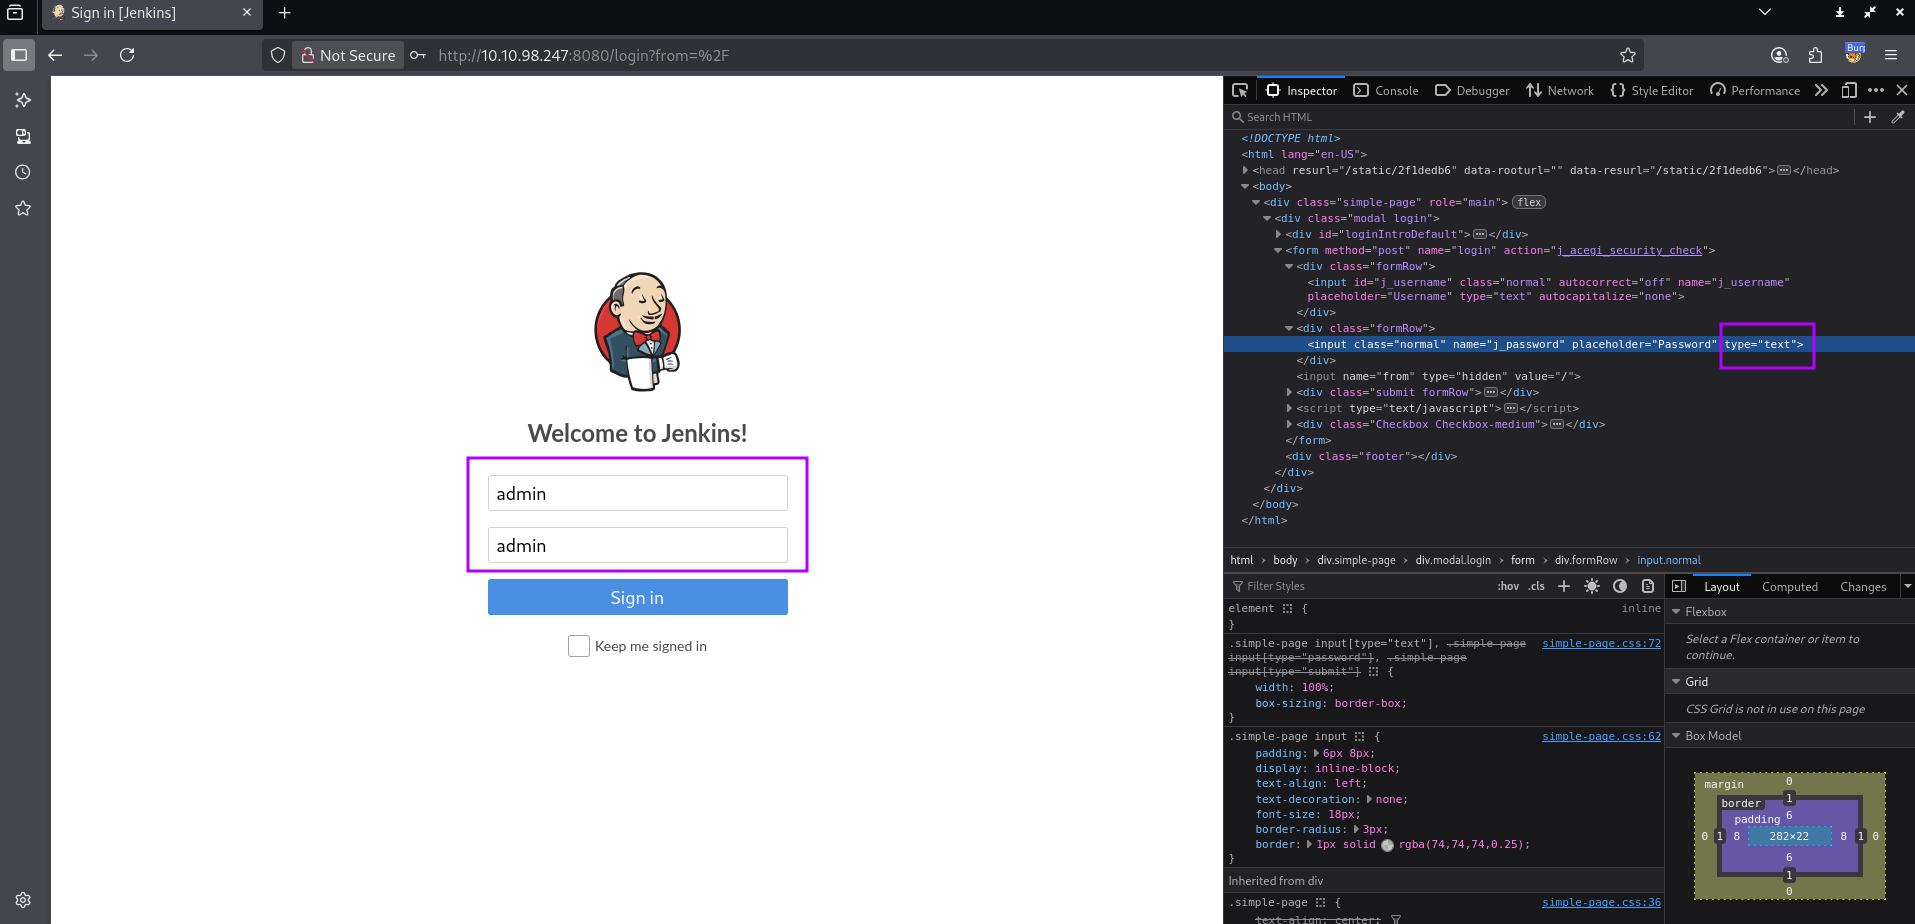 Sign in [Jenkins]
Not Secure
http://10.10.98.247:8080/login?from=%2F
Burj
Welcome to Jenkins!
admin
admin
Sign in
Keep me signed in
Inspector Console Debugger Network Style Editor Performance
Search HTML
<!DOCTYPE html>
<html lang="en-US">
<head resurl="/static/2f1dedb6" data-rooturl="" data-resurl="/static/2f1dedb6"></head>
<body>
<div class="simple-page" role="main"> flex
<div class="modal login">
<div id="loginIntroDefault"></div>
<form method="post" name="login" action="j_acegi_security_check">
<div class="formRow">
<input id="j_username" class="normal" autocorrect="off" name="j_username"
placeholder="Username" type="text" autocapitalize="none">
</div>
<div class="formRow">
<input class="normal" name="j_password" placeholder="Password" type="text">
</div>
<input name="from" type="hidden" value="/">
<div class="submit formRow"></div>
<script type="text/javascript"></script>
<div class="Checkbox Checkbox-medium"></div>
</form>
<div class="footer"></div>
</div>
</div>
</body>
</html>
html > body > div.simple-page > div.modal.login > form > div.formRow > input.normal
Filter Styles :hov .cls
element {
inline
}
.simple-page input[type="text"], .simple-page
simple-page.css:72
input[type="password"], .simple-page
input[type="submit"] {
width: 100%;
box-sizing: border-box;
}
.simple-page input {
simple-page.css:62
padding: 6px 8px;
display: inline-block;
text-align: left;
text-decoration: none;
font-size: 18px;
border-radius: 3px;
border: 1px solid rgba(74,74,74,0.25);
}
Inherited from div
.simple-page {
simple-page.css:36
text-align: center;
Layout Computed Changes
Flexbox
Select a Flex container or item to
continue.
Grid
CSS Grid is not in use on this page
Box Model
margin 0
border 1
padding 6
0 1 8 282×22 8 1 0
6
1
0